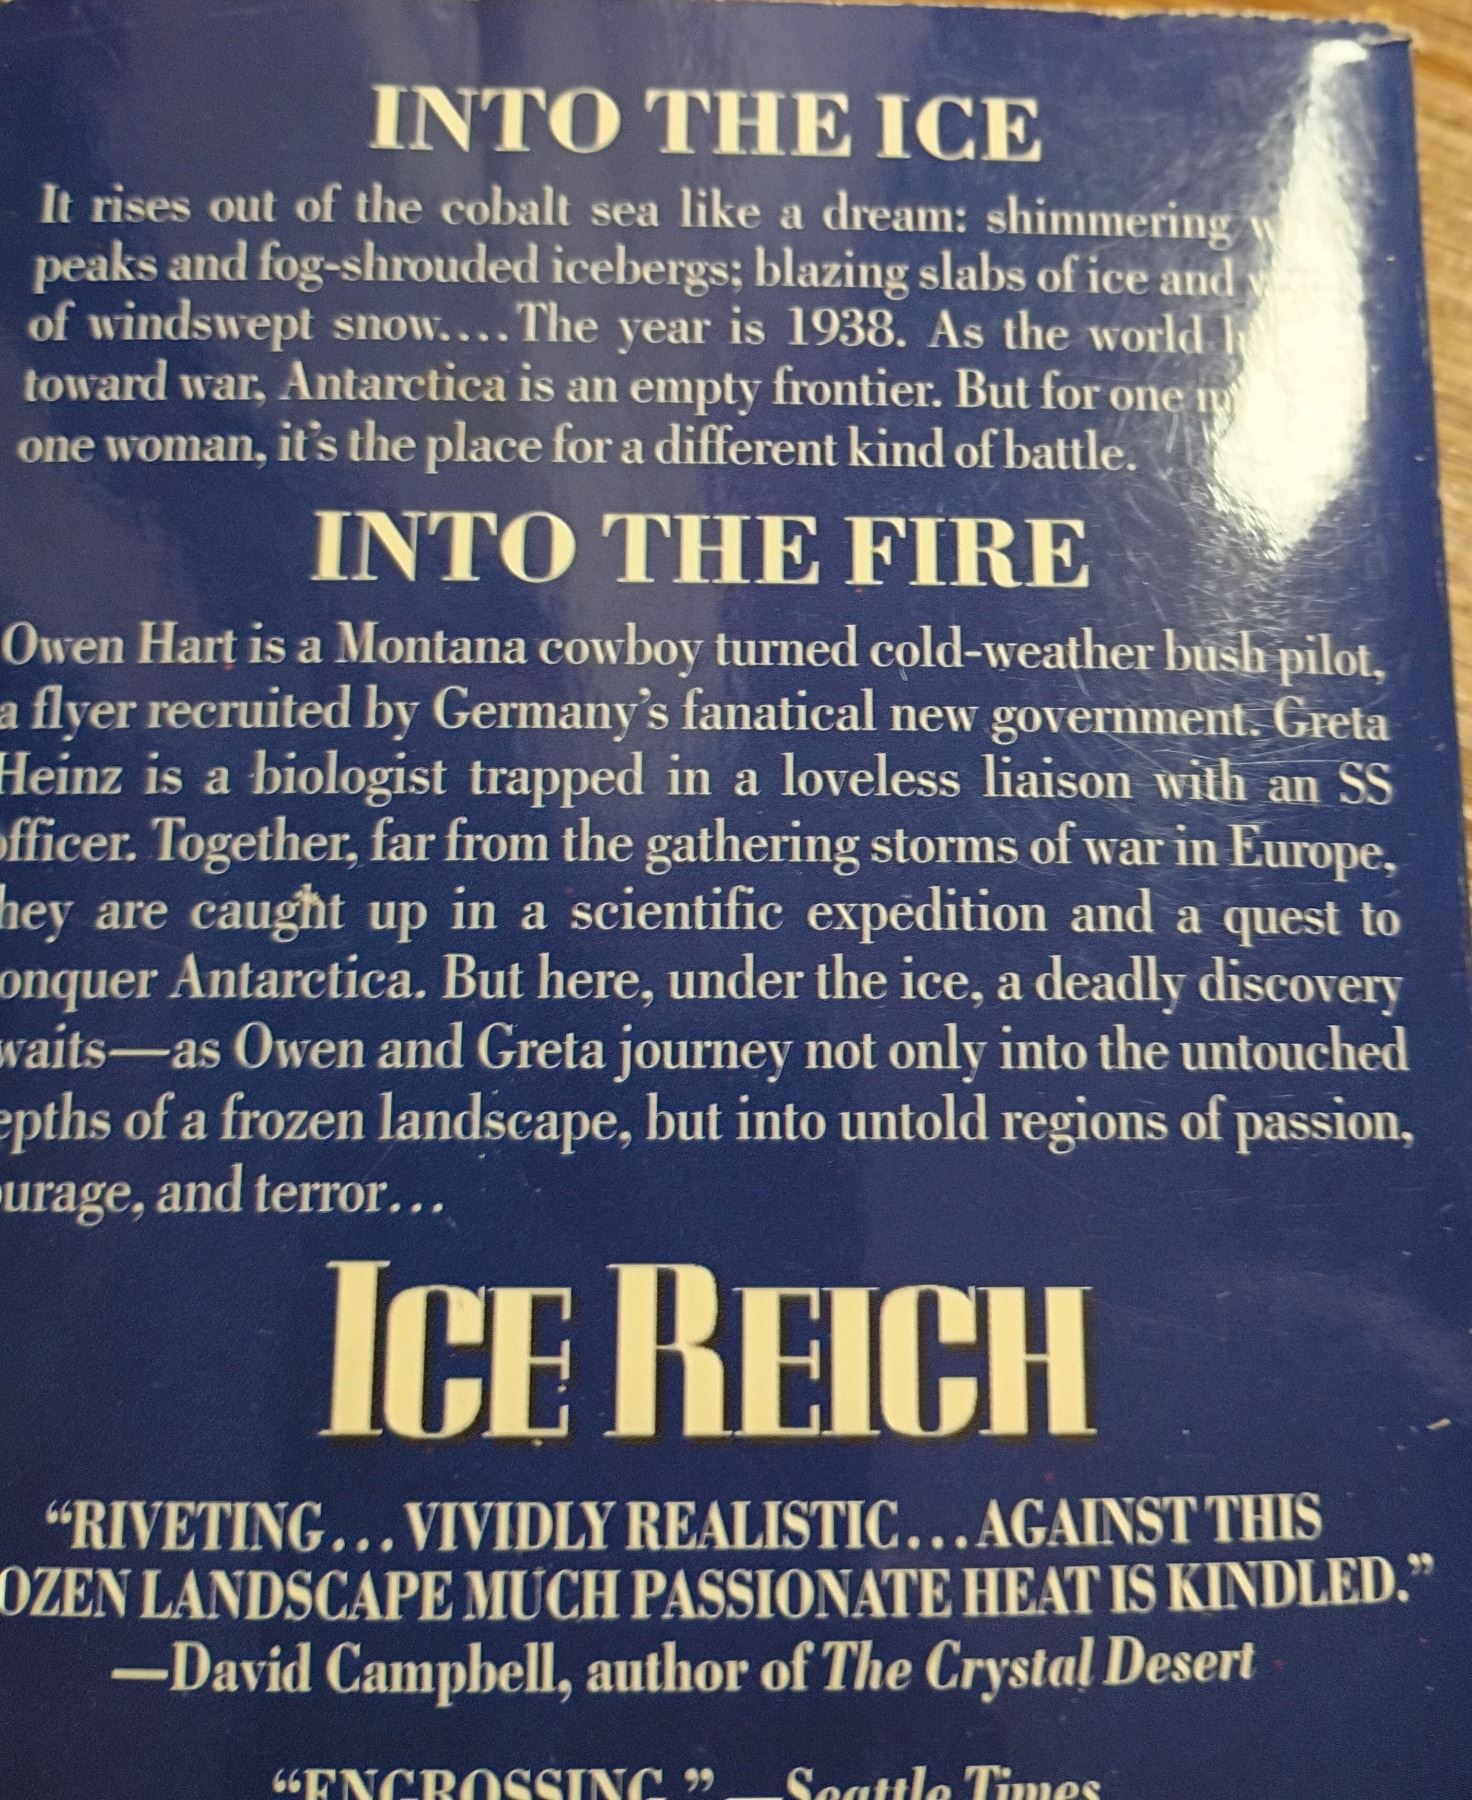 INTO THE ICE
It rises out of the cobalt sea like a dream: shimmering
peaks and fog-shrouded icebergs; blazing slabs of ice and
of windswept snow....The year is 1938. As the world
toward war, Antarctica is an empty frontier. But for one
one woman, it's the place for a different kind of battle.
INTO THE FIRE
Owen Hart is a Montana cowboy turned cold-weather bush pilot,
a flyer recruited by Germany's fanatical new government. Greta
Heinz is a biologist trapped in a loveless liaison with an SS
officer. Together, far from the gathering storms of war in Europe,
hey are caught up in a scientific expedition and a quest to
onquer Antarctica. But here, under the ice, a deadly discovery
waits—as Owen and Greta journey not only into the untouched
epths of a frozen landscape, but into untold regions of passion,
ourage, and terror...
ICE REICH
“RIVETING...VIVIDLY REALISTIC...AGAINST THIS
OZEN LANDSCAPE MUCH PASSIONATE HEAT IS KINDLED.”
—David Campbell, author of The Crystal Desert
“ENGROSSING.” —Seattle Times